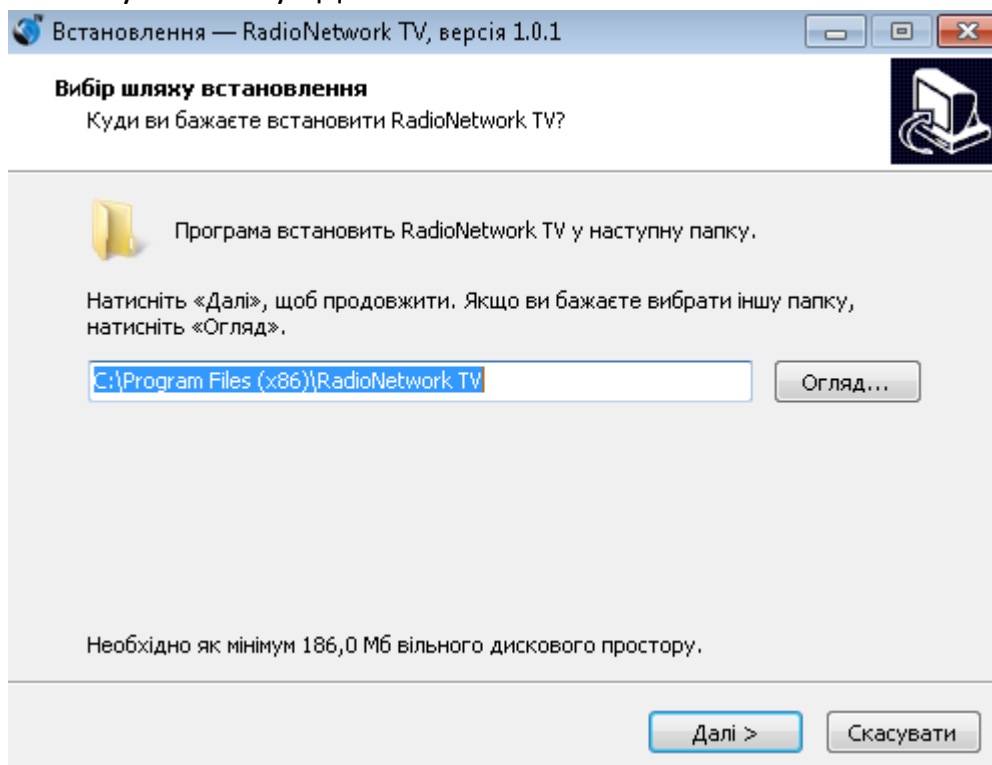 Встановлення — RadioNetwork TV, версія 1.0.1
Вибір шляху встановлення
Куди ви бажаєте встановити RadioNetwork TV?
Програма встановить RadioNetwork TV у наступну папку.
Натисніть «Далі», щоб продовжити. Якщо ви бажаєте вибрати іншу папку,
натисніть «Огляд».
C:\Program Files (x86)\RadioNetwork TV
Огляд...
Необхідно як мінімум 186,0 Мб вільного дискового простору.
Далі >
Скасувати